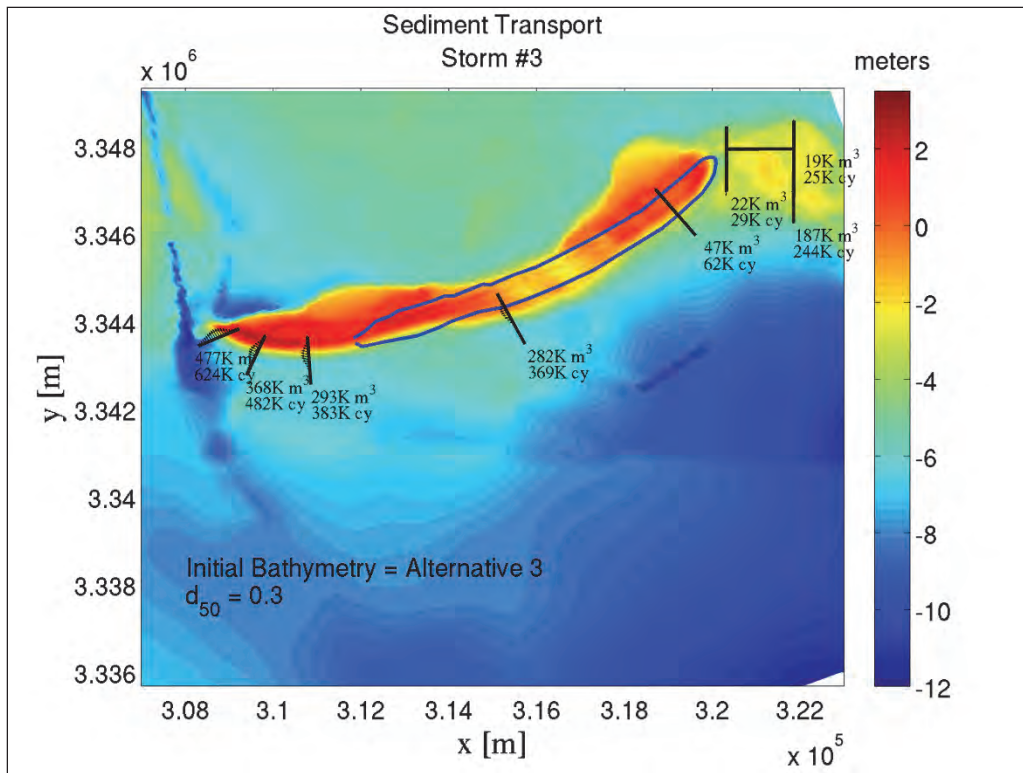 Sediment Transport
Storm #3
x 10^6
meters
3.348
3.346
3.344
3.342
3.34
3.338
3.336
y [m]
19K m^3
25K cy
22K m^3
29K cy
187K m^3
244K cy
47K m^3
62K cy
282K m^3
369K cy
477K m
624K cy
368K m^3
482K cy
293K m^3
383K cy
Initial Bathymetry = Alternative 3
d_50 = 0.3
3.08
3.1
3.12
3.14
3.16
3.18
3.2
3.22
x [m]
x 10^5
2
0
-2
-4
-6
-8
-10
-12